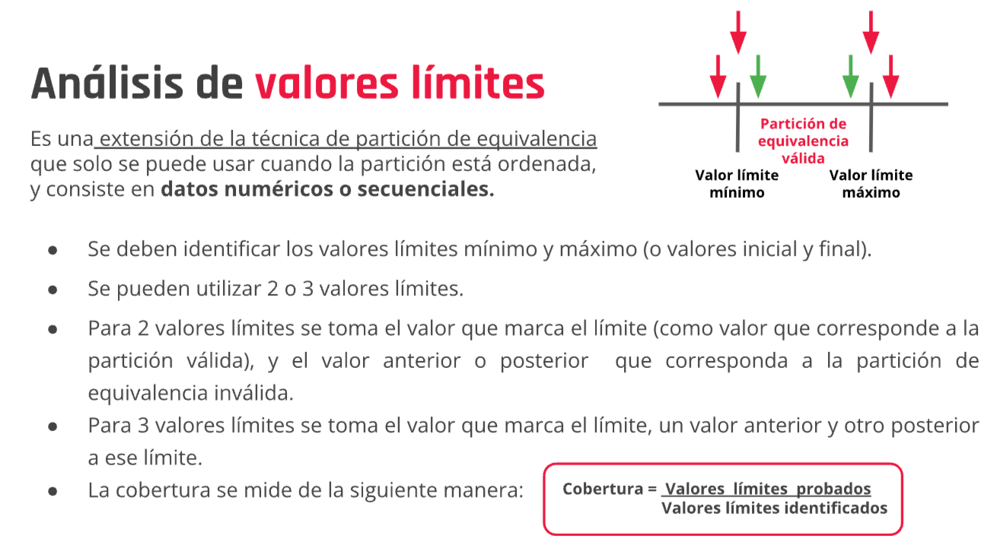 Análisis de valores límites
Es una extensión de la técnica de partición de equivalencia
que solo se puede usar cuando la partición está ordenada,
y consiste en datos numéricos o secuenciales.
Partición de
equivalencia
válida
Valor límite
mínimo
Valor límite
máximo
● Se deben identificar los valores límites mínimo y máximo (o valores inicial y final).
● Se pueden utilizar 2 o 3 valores límites.
● Para 2 valores límites se toma el valor que marca el límite (como valor que corresponde a la
partición válida), y el valor anterior o posterior que corresponda a la partición de
equivalencia inválida.
● Para 3 valores límites se toma el valor que marca el límite, un valor anterior y otro posterior
a ese límite.
● La cobertura se mide de la siguiente manera:
Cobertura = Valores límites probados
Valores límites identificados